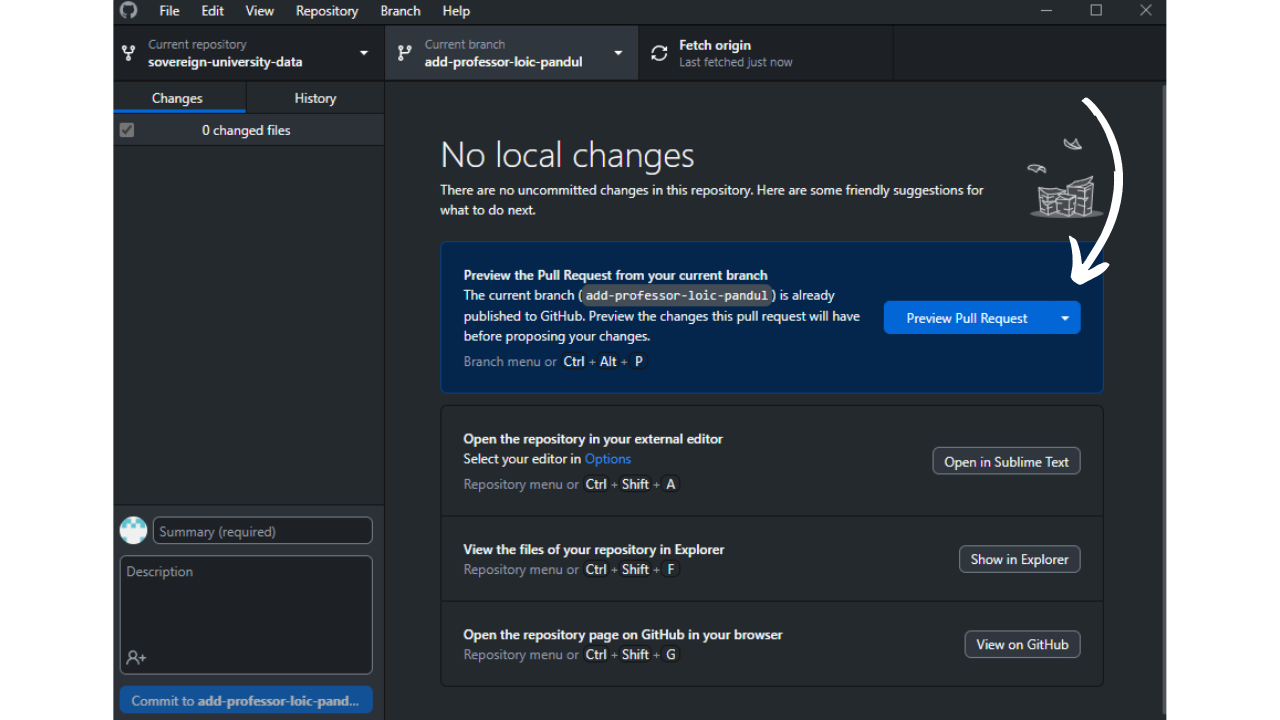 File Edit View Repository Branch Help
Current repository
sovereign-university-data
Current branch
add-professor-loic-pandul
Fetch origin
Last fetched just now
Changes
History
0 changed files
No local changes
There are no uncommitted changes in this repository. Here are some friendly suggestions for
what to do next.
Preview the Pull Request from your current branch
The current branch ( add-professor-loic-pandul ) is already
published to GitHub. Preview the changes this pull request will have
before proposing your changes.
Branch menu or Ctrl + Alt + P
Preview Pull Request
Open the repository in your external editor
Select your editor in Options
Repository menu or Ctrl + Shift + A
Open in Sublime Text
View the files of your repository in Explorer
Repository menu or Ctrl + Shift + F
Show in Explorer
Open the repository page on GitHub in your browser
Repository menu or Ctrl + Shift + G
View on GitHub
Summary (required)
Description
Commit to add-professor-loic-pand...